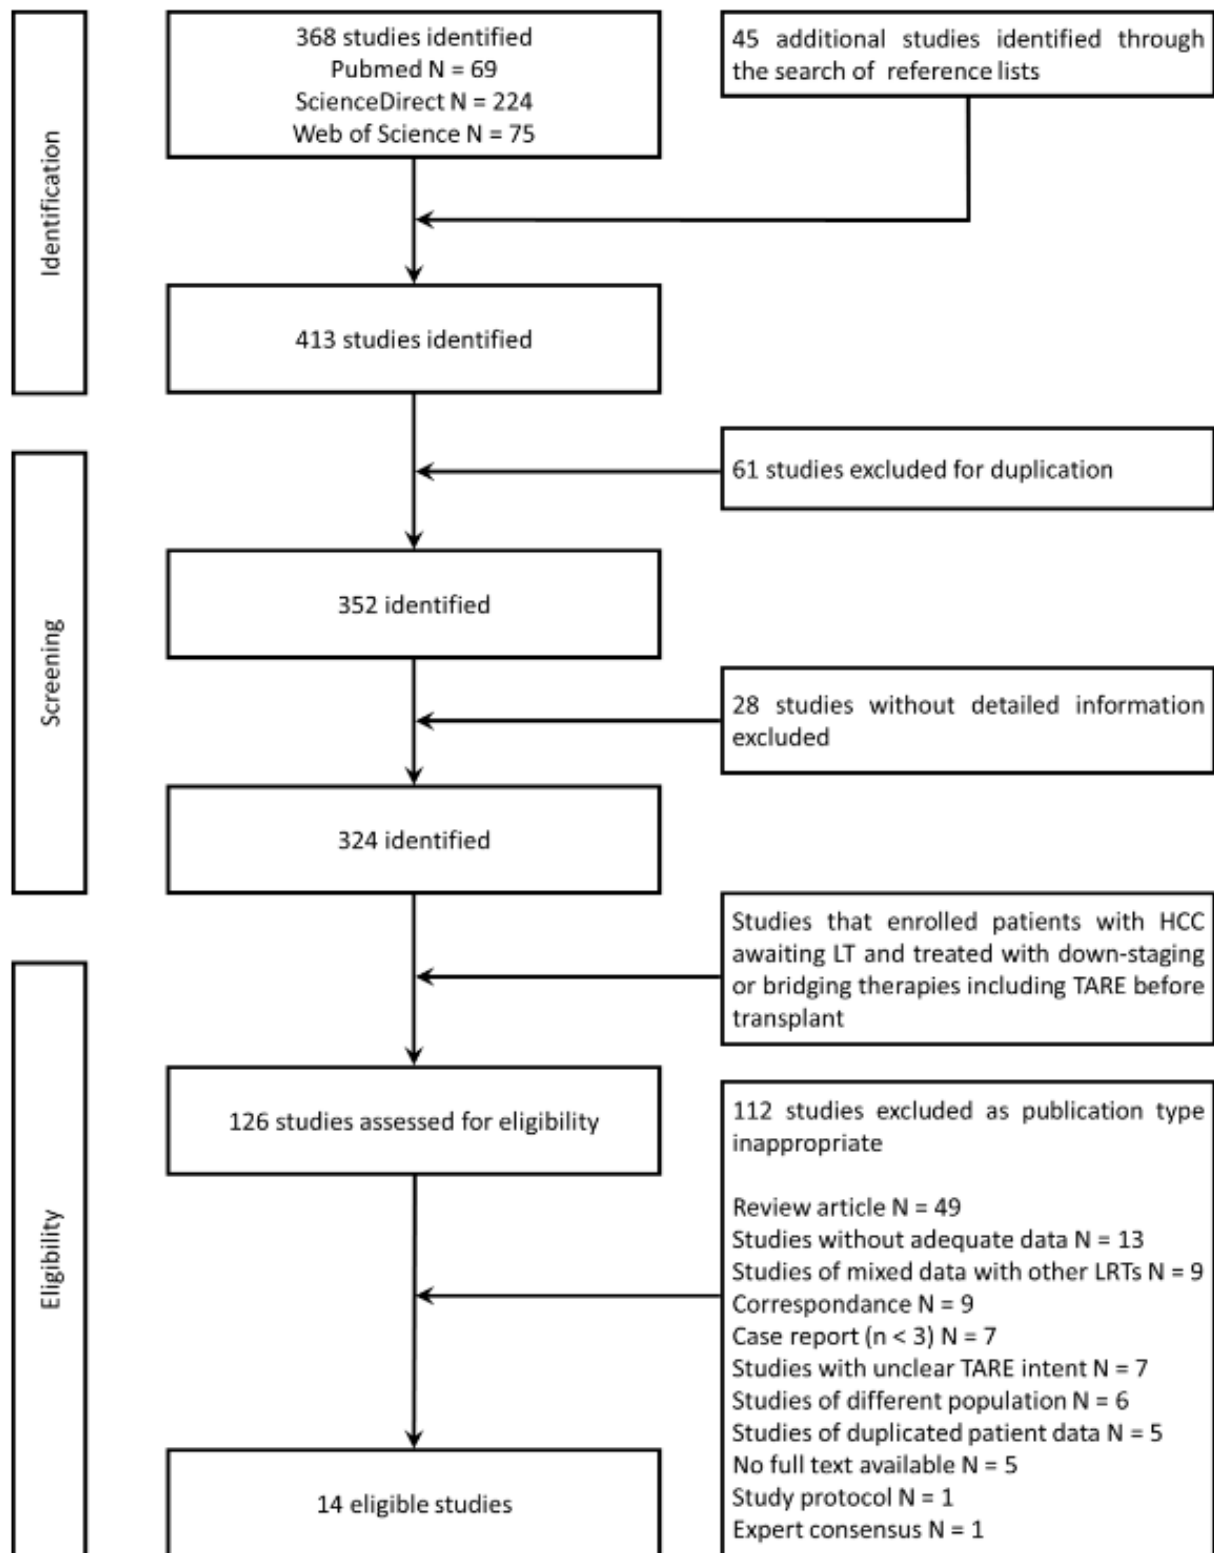 368 studies identified
Pubmed N = 69
ScienceDirect N = 224
Web of Science N = 75
45 additional studies identified through
the search of reference lists
Identification
413 studies identified
61 studies excluded for duplication
352 identified
Screening
28 studies without detailed information
excluded
324 identified
Studies that enrolled patients with HCC
awaiting LT and treated with down-staging
or bridging therapies including TARE before
transplant
126 studies assessed for eligibility
112 studies excluded as publication type
inappropriate
Review article N = 49
Studies without adequate data N = 13
Studies of mixed data with other LRTs N = 9
Correspondance N = 9
Case report (n < 3) N = 7
Studies with unclear TARE intent N = 7
Studies of different population N = 6
Studies of duplicated patient data N = 5
No full text available N = 5
Study protocol N = 1
Expert consensus N = 1
Eligibility
14 eligible studies